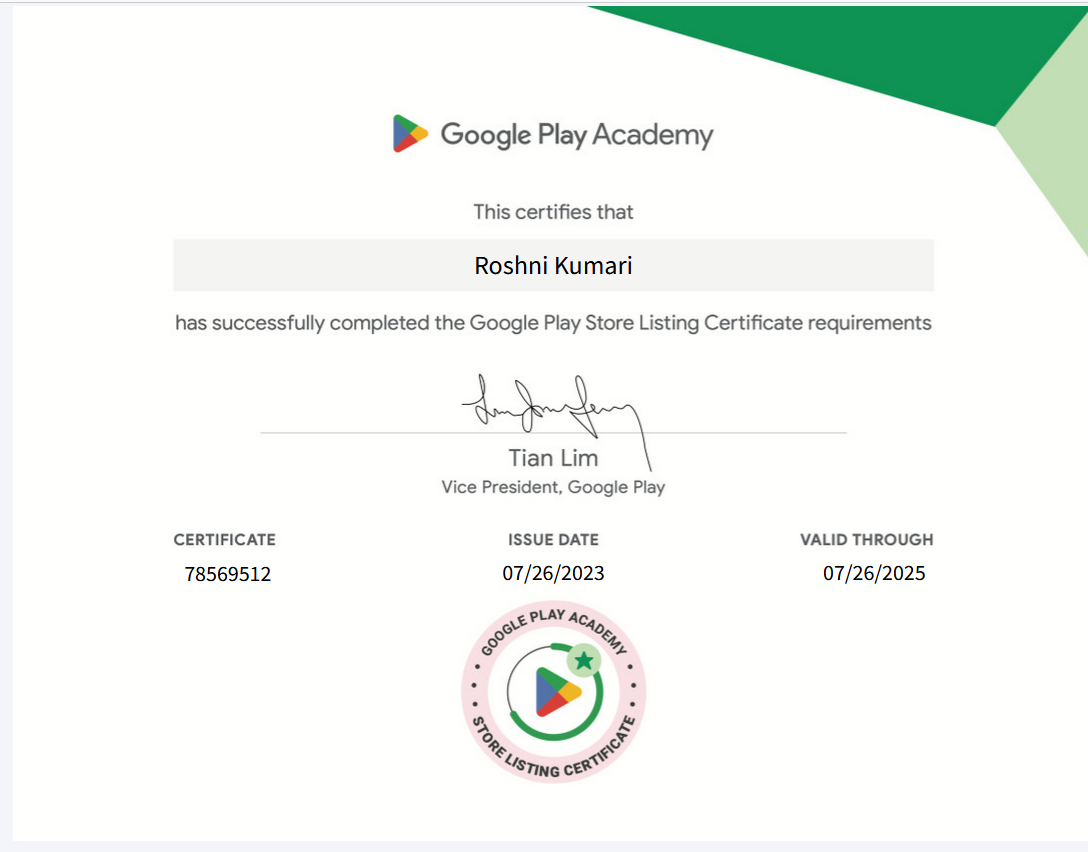 Google Play Academy
This certifies that
Roshni Kumari
has successfully completed the Google Play Store Listing Certificate requirements
Tian Lim
Vice President, Google Play
CERTIFICATE ISSUE DATE VALID THROUGH
78569512 07/26/2023 07/26/2025
GOOGLE PLAY ACADEMY
STORE LISTING CERTIFICATE